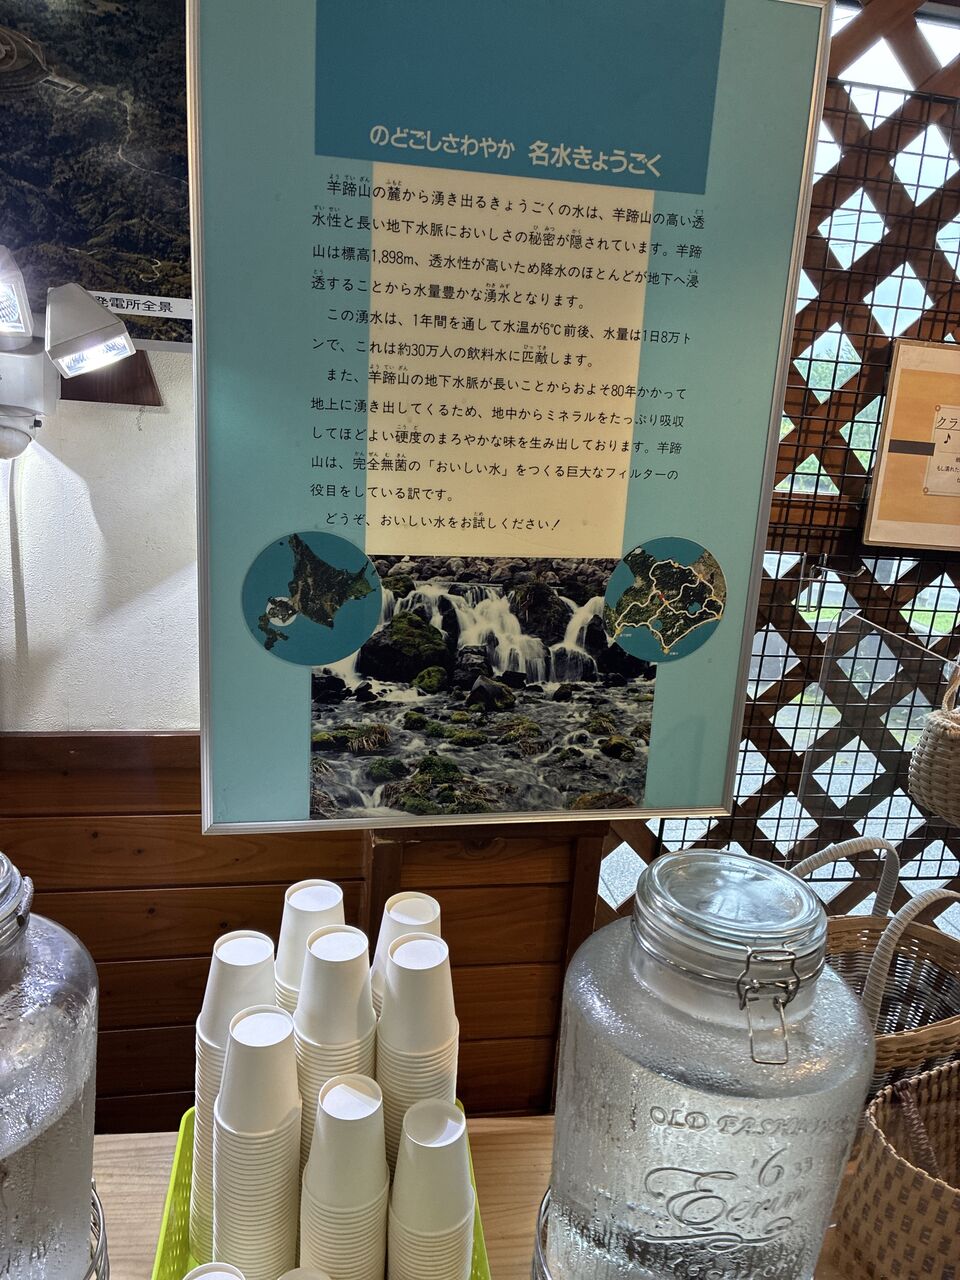 のどごしさわやか 名水きょうごく
羊蹄山の麓から湧き出るきょうごくの水は、羊蹄山の高い透
水性と長い地下水脈においしさの秘密が隠されています。羊蹄
山は標高1,898m、透水性が高いため降水のほとんどが地下へ浸
透することから水量豊かな湧水となります。
この湧水は、1年間を通して水温が6℃前後、水量は1日8万ト
ンで、これは約30万人の飲料水に匹敵します。
また、羊蹄山の地下水脈が長いことからおよそ80年かかって
地上に湧き出してくるため、地中からミネラルをたっぷり吸収
してほどよい硬度のまろやかな味を生み出しております。羊蹄
山は、完全無菌の「おいしい水」をつくる巨大なフィルターの
役目をしている訳です。
どうぞ、おいしい水をお試しください!
発電所全景
クラ
OLD FASHION